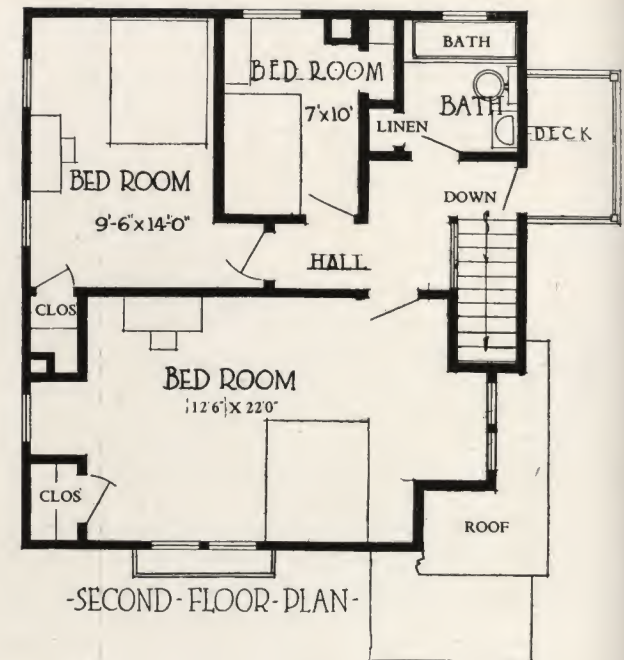 BATH
BED ROOM
7'x10'
BATH
LINEN
DECK
BED ROOM
DOWN
9'-6"x14'-0"
HALL
CLOS
BED ROOM
12'6" X 22'0"
CLOS
ROOF
-SECOND-FLOOR-PLAN-